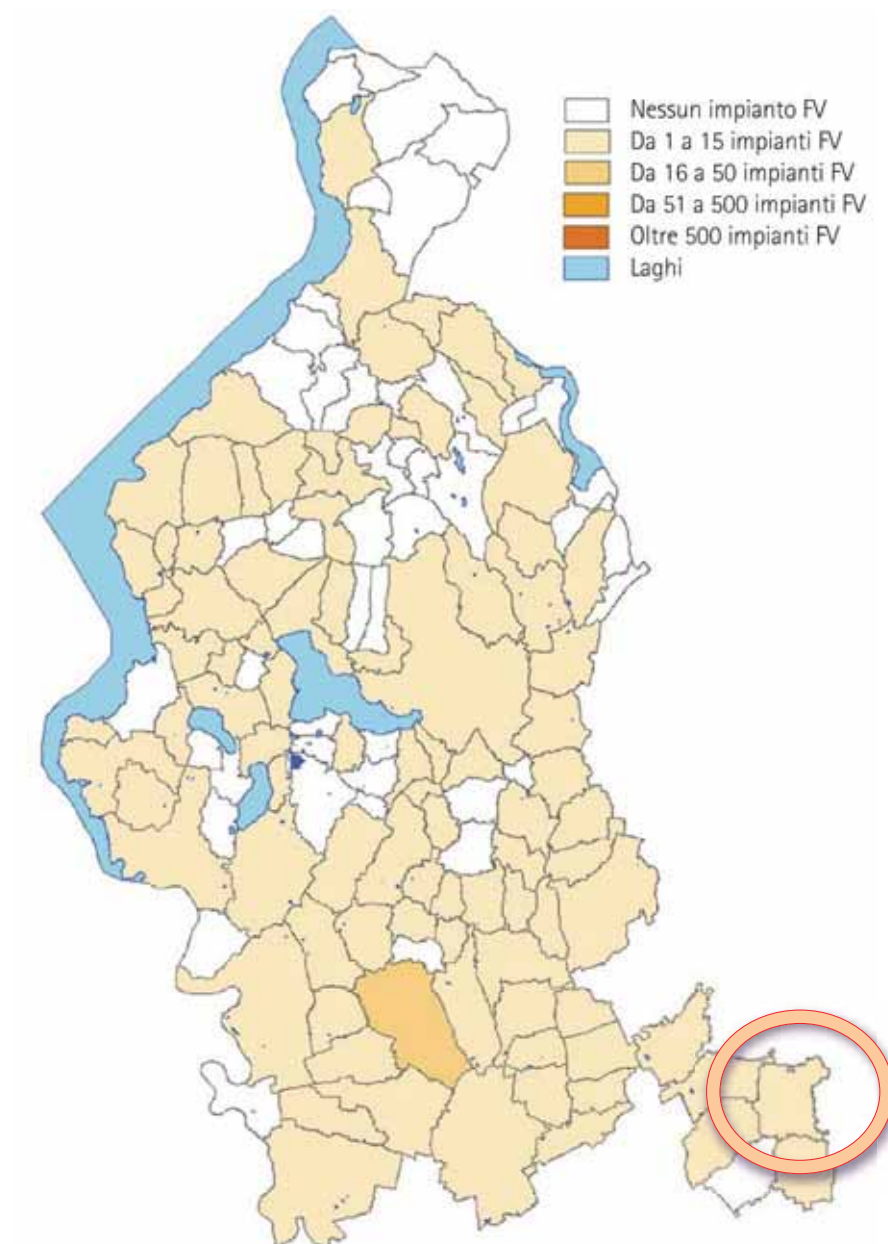 Nessun impianto FV
Da 1 a 15 impianti FV
Da 16 a 50 impianti FV
Da 51 a 500 impianti FV
Oltre 500 impianti FV
Laghi